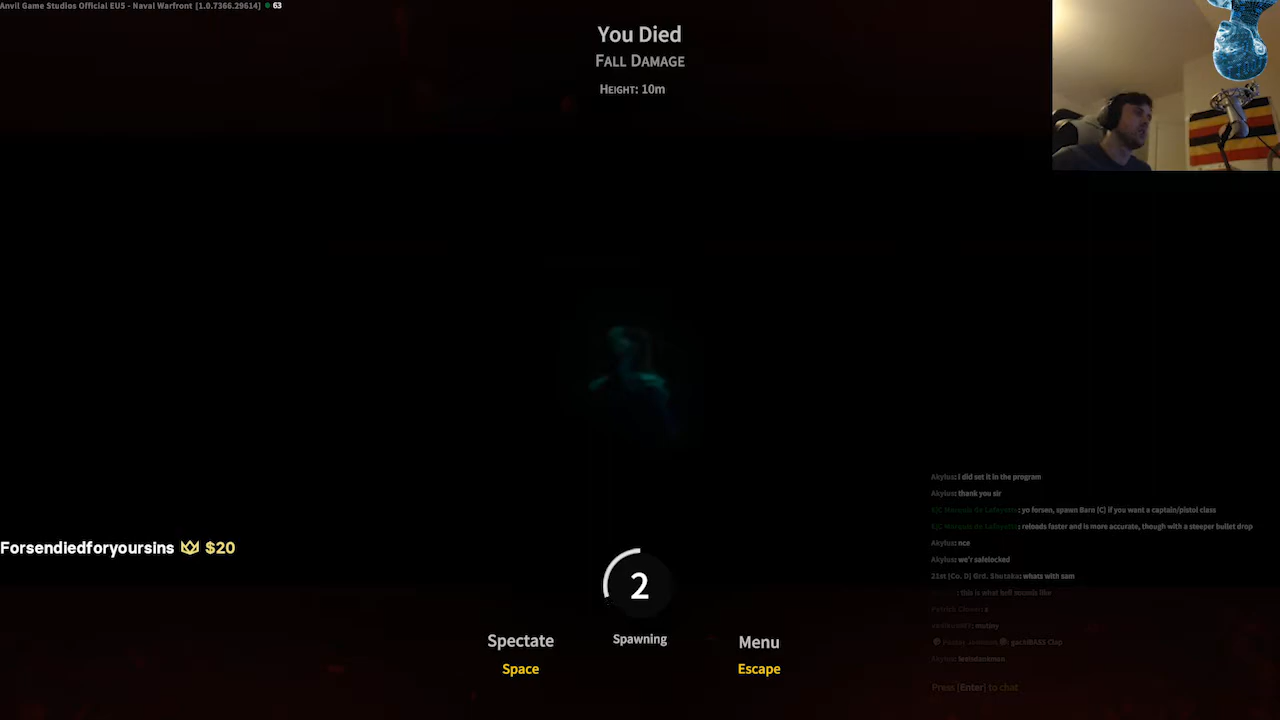 Anvil Game Studios Official EU5 - Naval Warfront [1.0.7366.29614] 63
You Died
Fall Damage
Height: 10m
Akylus: I did set it in the program
Akylus: thank you sir
: yo forsen, spawn Baro (C) if you want a captain/pistol class
: reloads faster and is more accurate, though with a steeper bullet drop
Akylus: nce
Akylus: we'r salelocked
21st [Co. D] Grd. Shutaka: whats with sam
: this is what hell sounds like
Forsendiedforyoursins $20
2
Spawning
Spectate
Space
Menu
Escape
Press [Enter] to chat